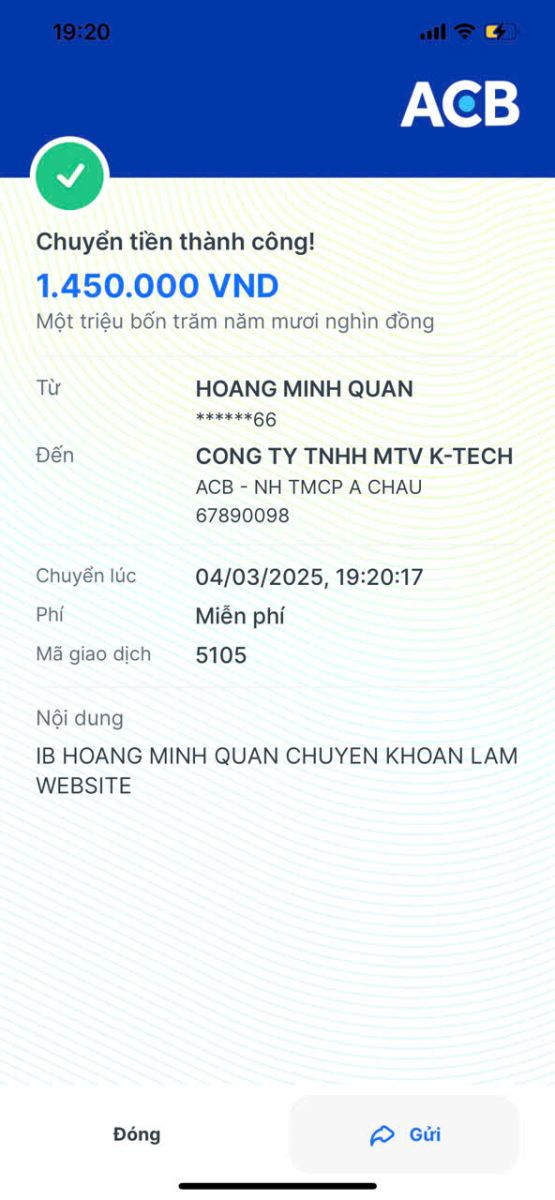 19:20
ACB
Chuyển tiền thành công!
1.450.000 VND
Một triệu bốn trăm năm mươi nghìn đồng
Từ
HOANG MINH QUAN
******66
Đến
CONG TY TNHH MTV K-TECH
ACB - NH TMCP A CHAU
67890098
Chuyển lúc
04/03/2025, 19:20:17
Phí
Miễn phí
Mã giao dịch
5105
Nội dung
IB HOANG MINH QUAN CHUYEN KHOAN LAM
WEBSITE
Đóng
Gửi